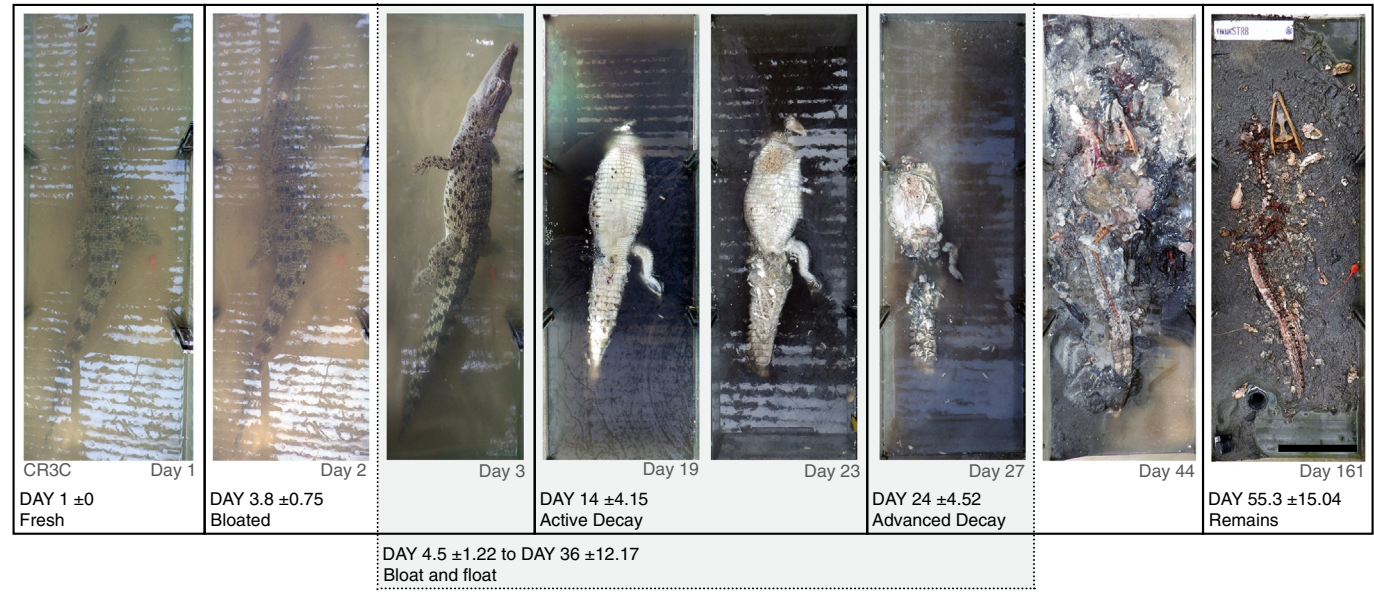 CR3C
Day 1
Day 2
Day 3
Day 19
Day 23
Day 27
Day 44
Day 161
DAY 1 ±0
Fresh
DAY 3.8 ±0.75
Bloated
DAY 14 ±4.15
Active Decay
DAY 24 ±4.52
Advanced Decay
DAY 55.3 ±15.04
Remains
DAY 4.5 ±1.22 to DAY 36 ±12.17
Bloat and float